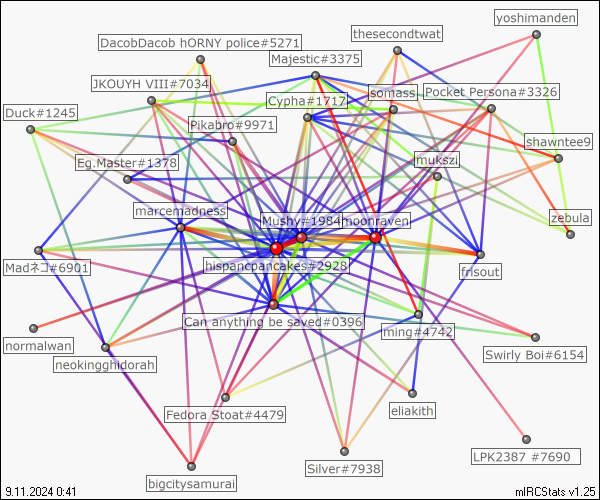 yoshimanden
thesecondtwat
DacobDacob hORNY police#5271
Majestic#3375
JKOUYH VIII#7034
somass
Pocket Persona#3326
Duck#1245
Cypha#1717
Pikabro#9971
shawntee9
Eg.Master#1378
mukszi
marcemadness
Mushy#1984
moonraven
zebula
Madネコ#6901
hispancpancakes#2928
frisout
Can anything be saved#0396
ming#4742
normalwan
neokingghidorah
Swirly Boi#6154
Fedora Stoat#4479
eliakith
bigcitysamurai
Silver#7938
LPK2387 #7690
9.11.2024 0:41
mIRCStats v1.25